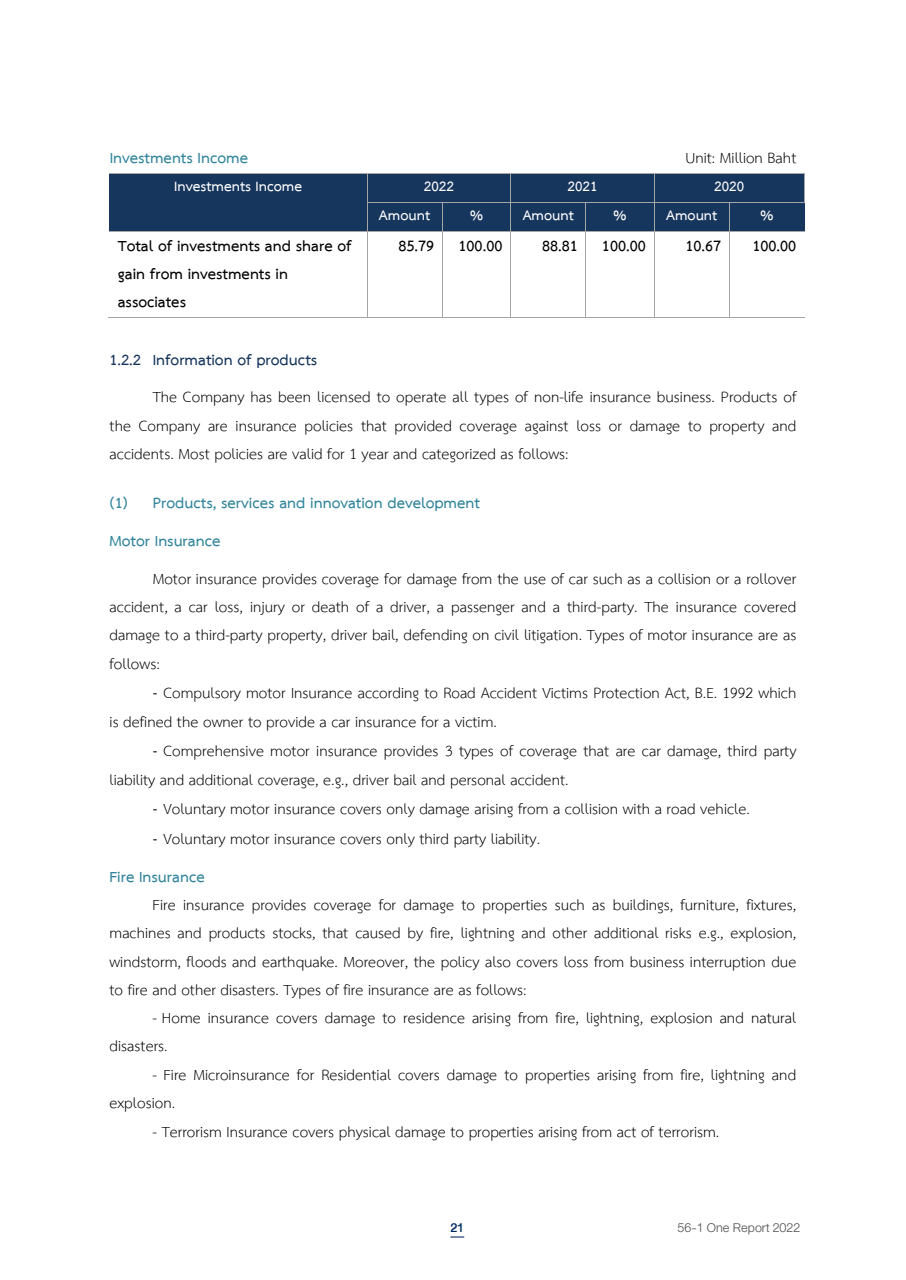 Investments Income Unit: Million Baht
Investments Income 2022 2021 2020
Amount % Amount % Amount %
Total of investments and share of 85.79 100.00 88.81 100.00 10.67 100.00
gain from investments in
associates
1.2.2 Information of products
The Company has been licensed to operate all types of non-life insurance business. Products of
the Company are insurance policies that provided coverage against loss or damage to property and
accidents. Most policies are valid for 1 year and categorized as follows:
(1) Products, services and innovation development
Motor Insurance
Motor insurance provides coverage for damage from the use of car such as a collision or a rollover
accident, a car loss, injury or death of a driver, a passenger and a third-party. The insurance covered
damage to a third-party property, driver bail, defending on civil litigation. Types of motor insurance are as
follows:
- Compulsory motor Insurance according to Road Accident Victims Protection Act, B.E. 1992 which
is defined the owner to provide a car insurance for a victim.
- Comprehensive motor insurance provides 3 types of coverage that are car damage, third party
liability and additional coverage, e.g., driver bail and personal accident.
- Voluntary motor insurance covers only damage arising from a collision with a road vehicle.
- Voluntary motor insurance covers only third party liability.
Fire Insurance
Fire insurance provides coverage for damage to properties such as buildings, furniture, fixtures,
machines and products stocks, that caused by fire, lightning and other additional risks e.g., explosion,
windstorm, floods and earthquake. Moreover, the policy also covers loss from business interruption due
to fire and other disasters. Types of fire insurance are as follows:
- Home insurance covers damage to residence arising from fire, lightning, explosion and natural
disasters.
- Fire Microinsurance for Residential covers damage to properties arising from fire, lightning and
explosion.
- Terrorism Insurance covers physical damage to properties arising from act of terrorism.
21 56-1 One Report 2022